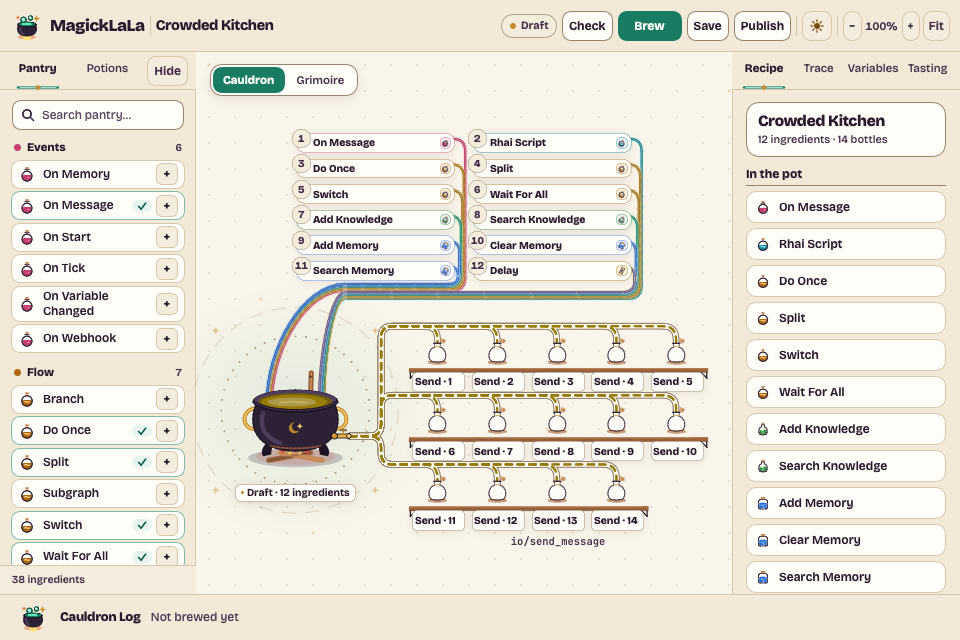 MagickLaLa
Crowded Kitchen
Draft
Check
Brew
Save
Publish
− 100% +
Fit
Pantry
Potions
Hide
Search pantry...
Events 6
On Memory +
On Message +
On Start +
On Tick +
On Variable
Changed +
On Webhook +
Flow 7
Branch +
Do Once +
Split +
Subgraph +
Switch +
Wait For All +
38 ingredients
Cauldron
Grimoire
1 On Message
2 Rhai Script
3 Do Once
4 Split
5 Switch
6 Wait For All
7 Add Knowledge
8 Search Knowledge
9 Add Memory
10 Clear Memory
11 Search Memory
12 Delay
Send · 1
Send · 2
Send · 3
Send · 4
Send · 5
Send · 6
Send · 7
Send · 8
Send · 9
Send · 10
Send · 11
Send · 12
Send · 13
Send · 14
io/send_message
Draft · 12 ingredients
Recipe
Trace
Variables
Tasting
Crowded Kitchen
12 ingredients · 14 bottles
In the pot
On Message
Rhai Script
Do Once
Split
Switch
Wait For All
Add Knowledge
Search Knowledge
Add Memory
Clear Memory
Search Memory
Cauldron Log Not brewed yet